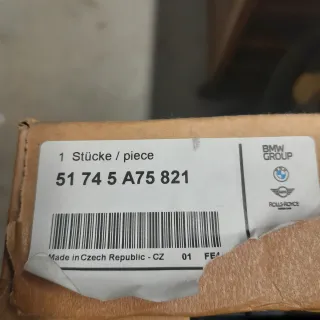 1 Stücke / piece
51 74 5 A75 821
Made in Czech Republic - CZ 01
BMW
GROUP
ROLLS-ROYCE